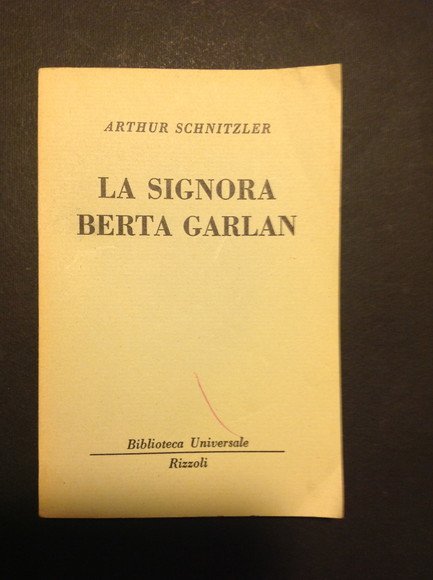 ARTHUR SCHNITZLER
LA SIGNORA
BERTA GARLAN
Biblioteca Universale
Rizzoli